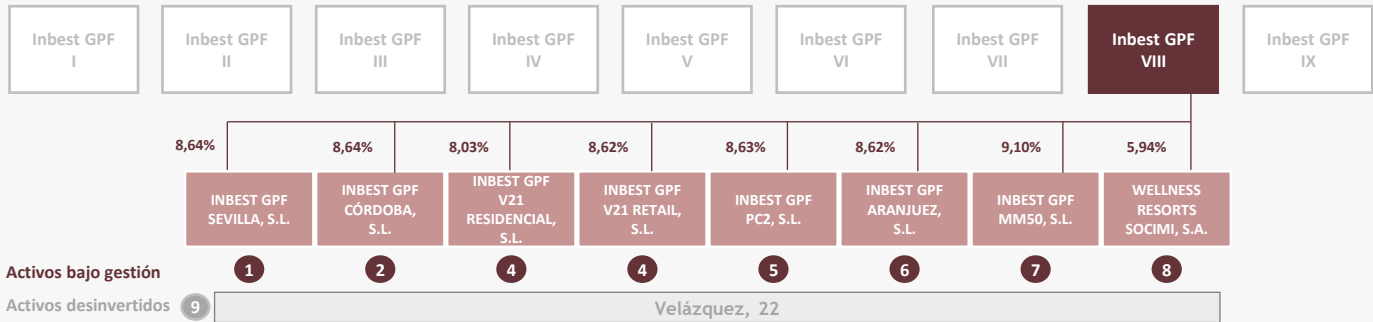 Inbest GPF
I
Inbest GPF
II
Inbest GPF
III
Inbest GPF
IV
Inbest GPF
V
Inbest GPF
VI
Inbest GPF
VII
Inbest GPF
VIII
Inbest GPF
IX
8,64%
8,64%
8,03%
8,62%
8,63%
8,62%
9,10%
5,94%
INBEST GPF
SEVILLA, S.L.
INBEST GPF
CÓRDOBA,
S.L.
INBEST GPF
V21
RESIDENCIAL,
S.L.
INBEST GPF
V21 RETAIL,
S.L.
INBEST GPF
PC2, S.L.
INBEST GPF
ARANJUEZ,
S.L.
INBEST GPF
MM50, S.L.
WELLNESS
RESORTS
SOCIMI, S.A.
Activos bajo gestión
1
2
4
4
5
6
7
8
Activos desinvertidos
9
Velázquez, 22